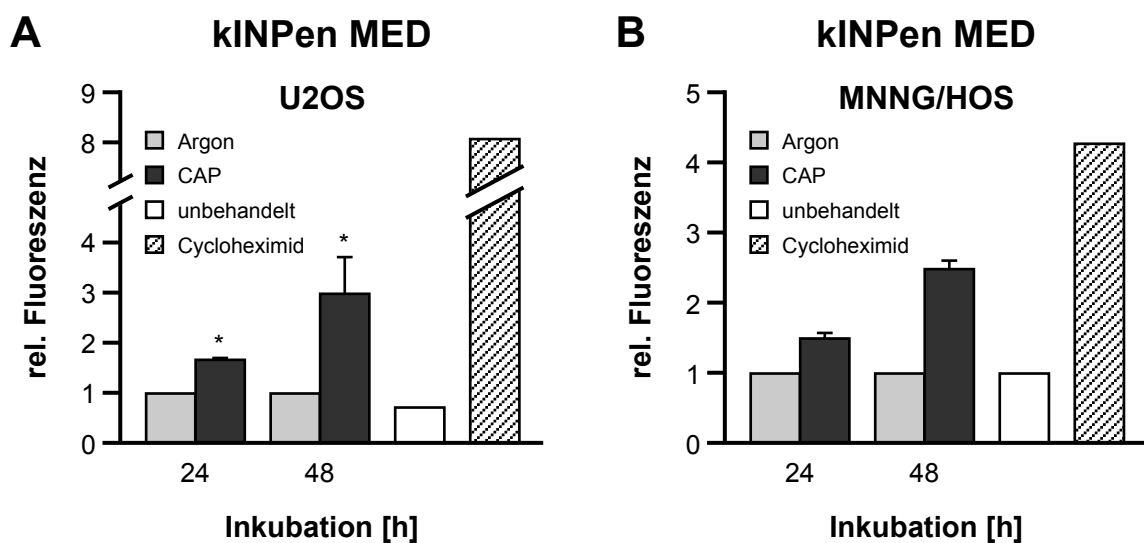 A
kINPen MED
U2OS
9
8
4
3
2
1
0
rel. Fluoreszenz
Argon
CAP
unbehandelt
Cycloheximid
*
*
24
48
Inkubation [h]
B
kINPen MED
MNNG/HOS
5
4
3
2
1
0
rel. Fluoreszenz
Argon
CAP
unbehandelt
Cycloheximid
24
48
Inkubation [h]